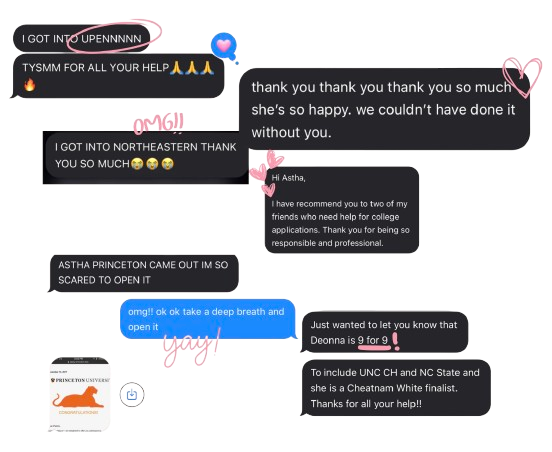 I GOT INTO UPENNNNN
TYSMM FOR ALL YOUR HELP🙏🙏🙏
🔥
thank you thank you thank you so much
she's so happy. we couldn't have done it
without you.
OMG!!
I GOT INTO NORTHEASTERN THANK
YOU SO MUCH😭😭😭
Hi Astha,
I have recommend you to two of my
friends who need help for college
applications. Thank you for being so
responsible and professional.
ASTHA PRINCETON CAME OUT IM SO
SCARED TO OPEN IT
omg!! ok ok take a deep breath and
open it
yay!
Just wanted to let you know that
Deonna is 9 for 9
To include UNC CH and NC State and
she is a Cheatnam White finalist.
Thanks for all your help!!
PRINCETON UNIVERSI
CONGRATULATIONS